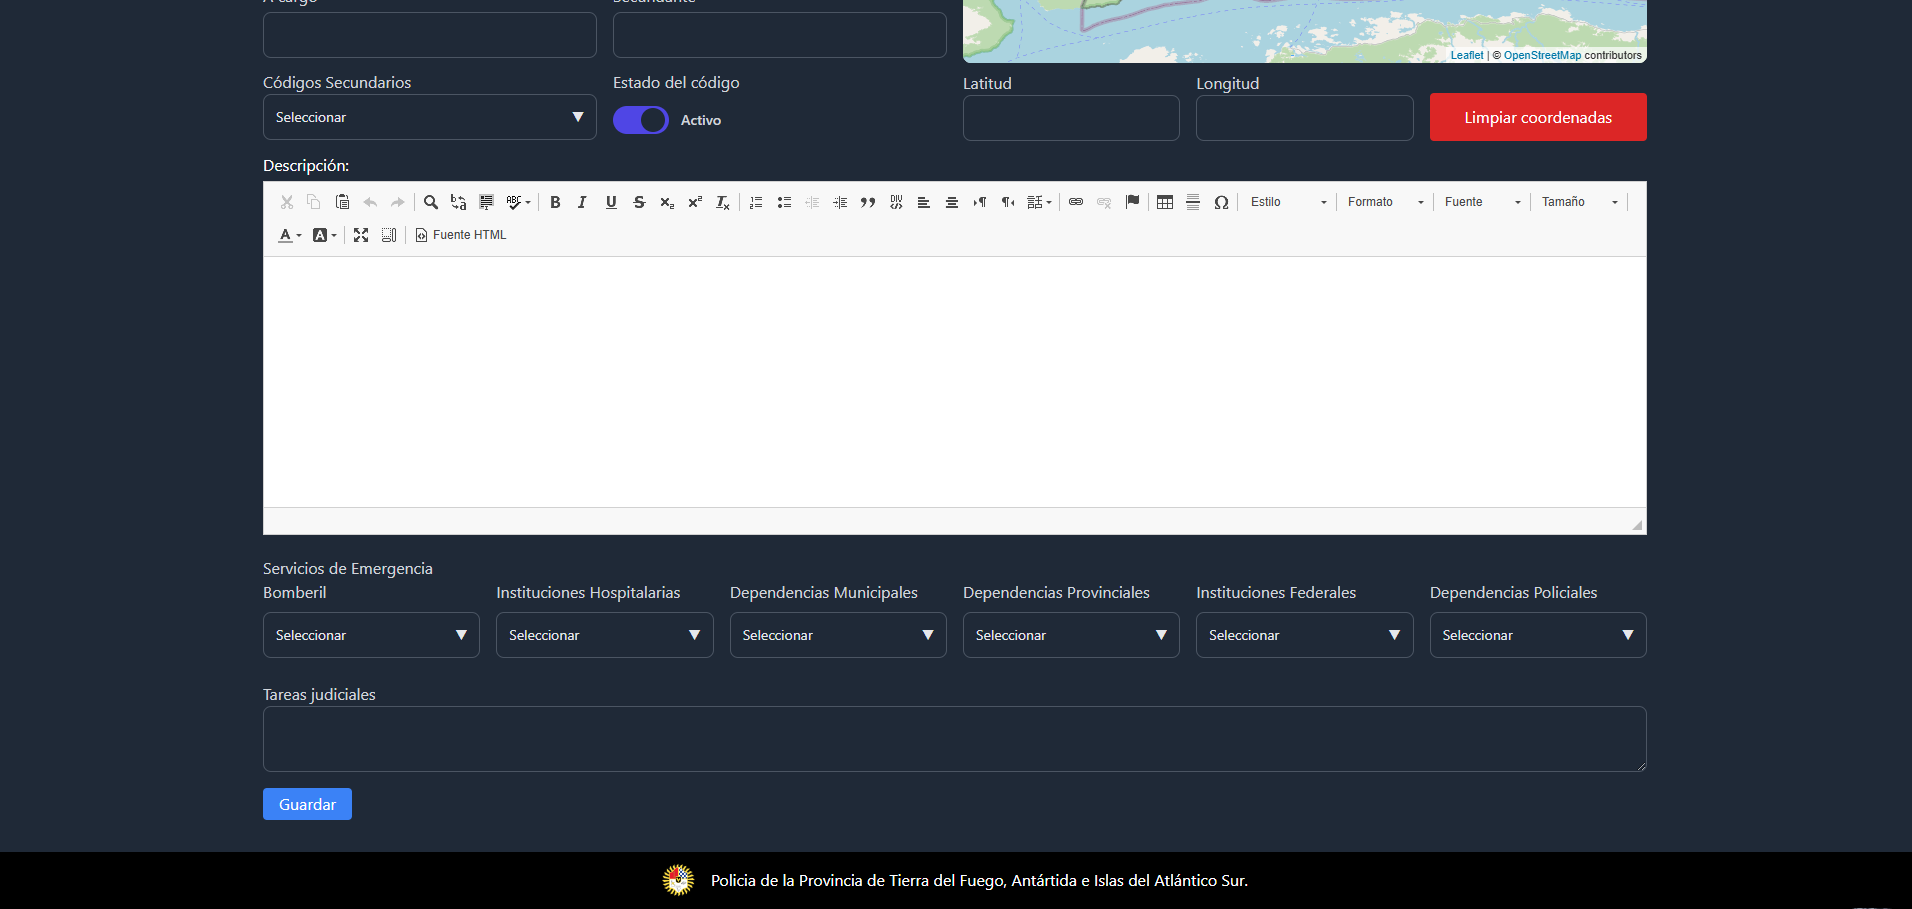 A cargo
Secundante
Leaflet | © OpenStreetMap contributors
Códigos Secundarios
Estado del código
Latitud
Longitud
Seleccionar
Activo
Limpiar coordenadas
Descripción:
Estilo
Formato
Fuente
Tamaño
Fuente HTML
Servicios de Emergencia
Bomberil
Instituciones Hospitalarias
Dependencias Municipales
Dependencias Provinciales
Instituciones Federales
Dependencias Policiales
Seleccionar
Seleccionar
Seleccionar
Seleccionar
Seleccionar
Seleccionar
Tareas judiciales
Guardar
Policia de la Provincia de Tierra del Fuego, Antártida e Islas del Atlántico Sur.